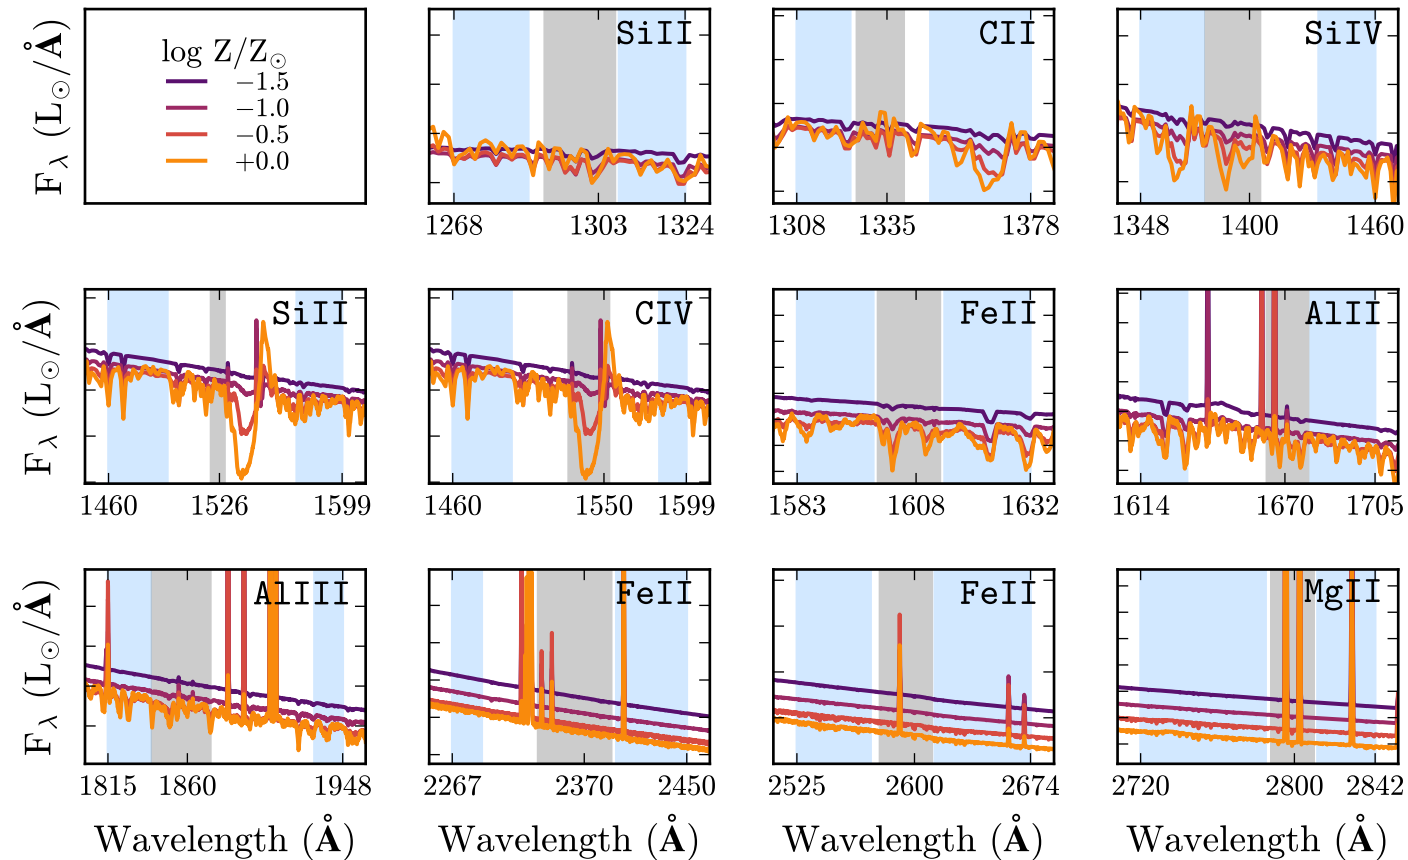 log Z/Z⊙
−1.5
−1.0
−0.5
+0.0
F_λ (L⊙/Å)
SiII
1268 1303 1324
CII
1308 1335 1378
SiIV
1348 1400 1460
F_λ (L⊙/Å)
SiII
1460 1526 1599
CIV
1460 1550 1599
FeII
1583 1608 1632
AlII
1614 1670 1705
F_λ (L⊙/Å)
AlIII
1815 1860 1948
FeII
2267 2370 2450
FeII
2525 2600 2674
MgII
2720 2800 2842
Wavelength (Å)
Wavelength (Å)
Wavelength (Å)
Wavelength (Å)